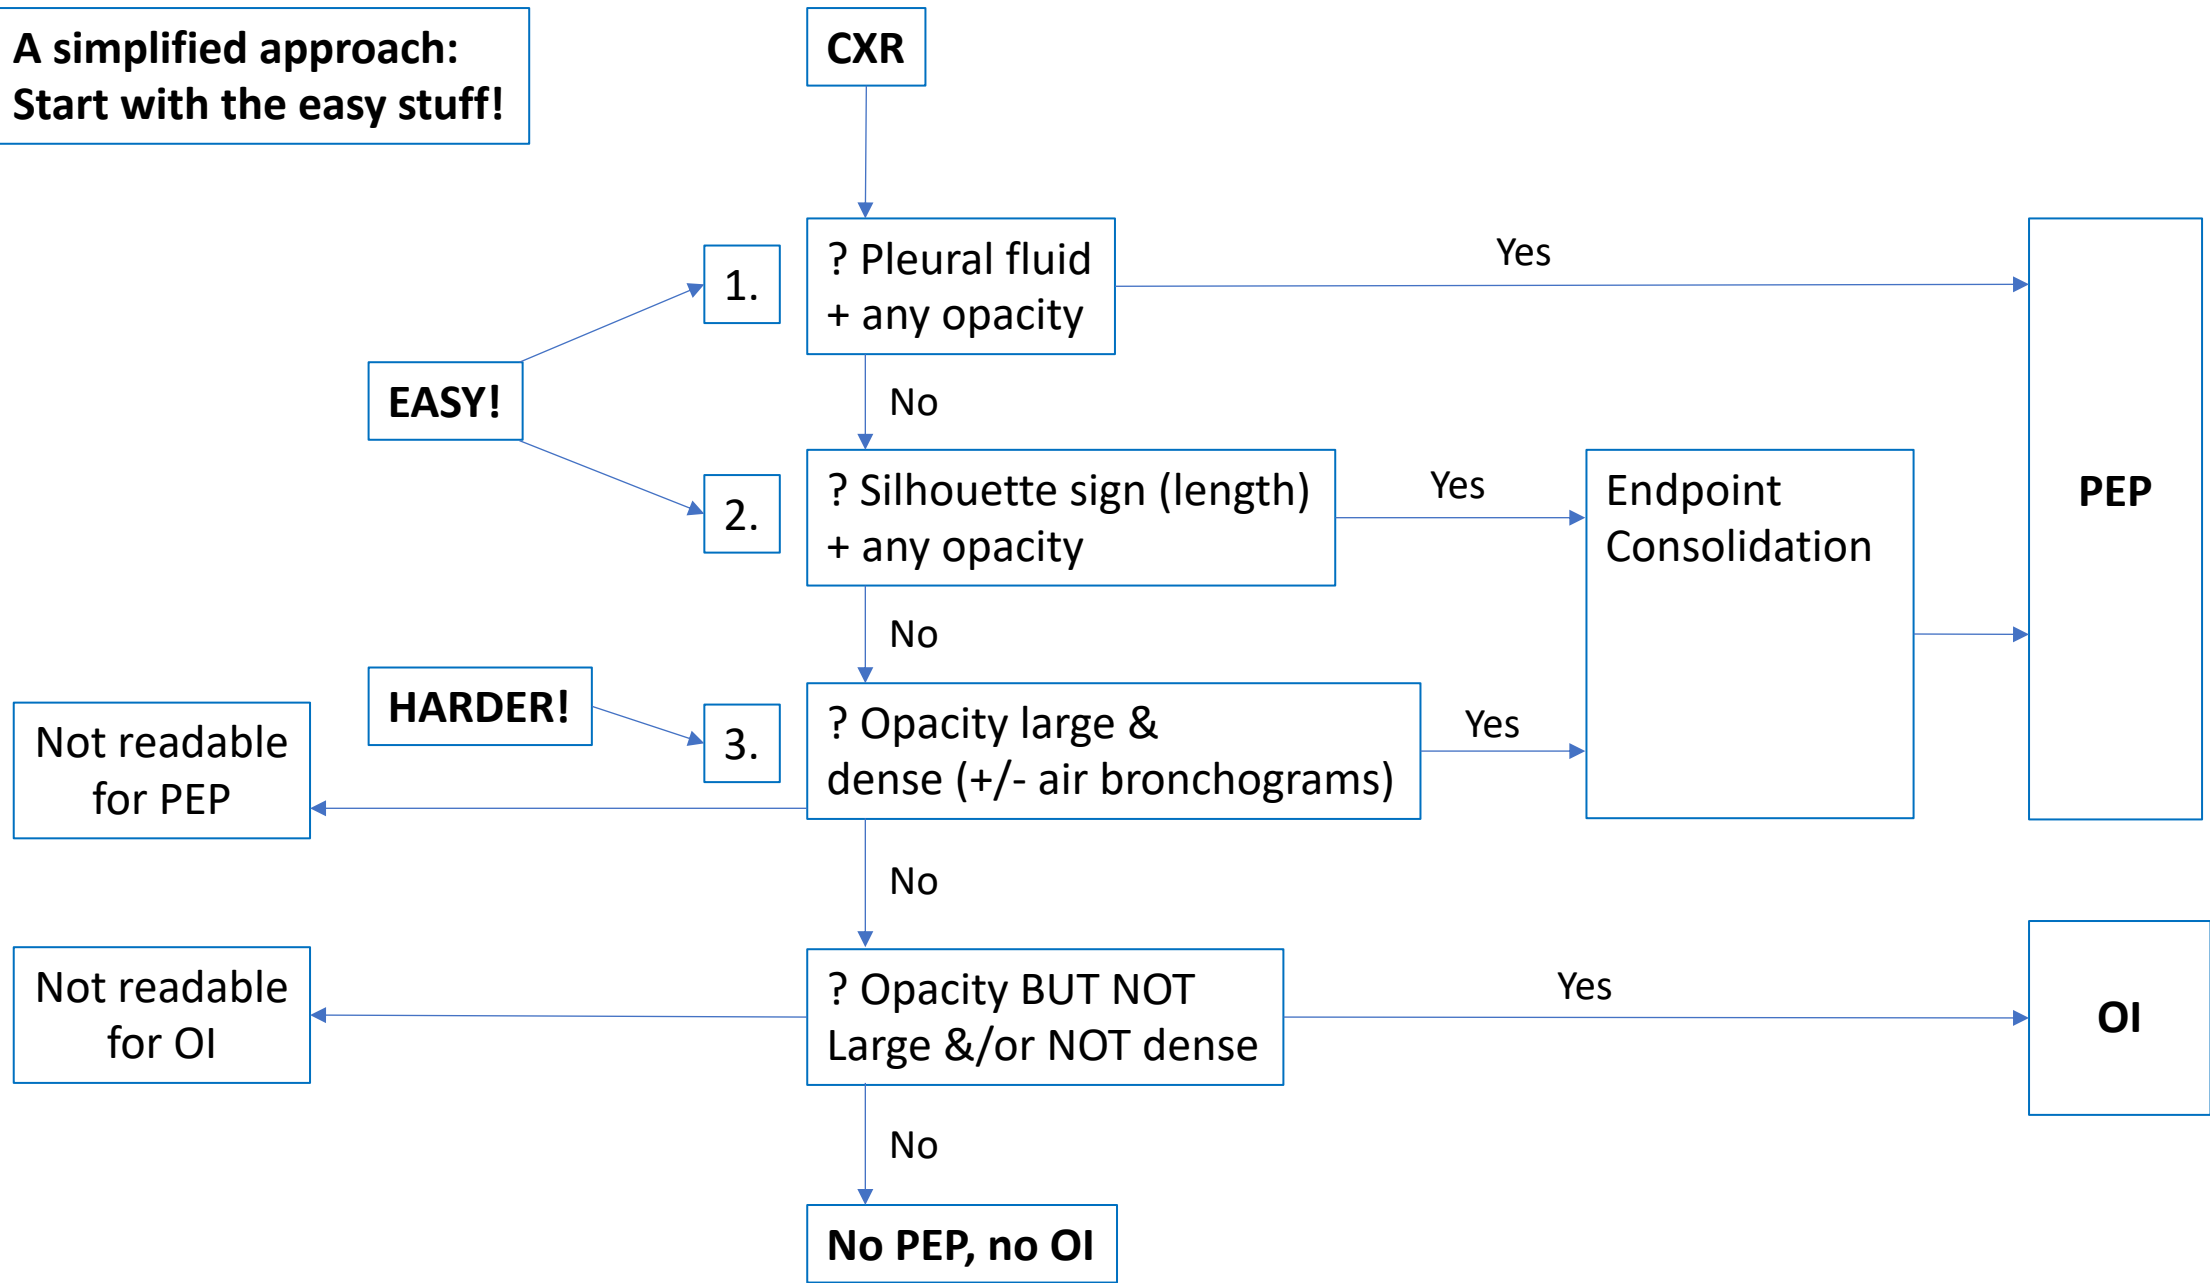 A simplified approach:
Start with the easy stuff!
CXR
1.
? Pleural fluid
+ any opacity
Yes
EASY!
No
2.
? Silhouette sign (length)
+ any opacity
Yes
Endpoint
Consolidation
PEP
No
HARDER!
3.
? Opacity large &
dense (+/- air bronchograms)
Yes
Not readable
for PEP
No
Not readable
for OI
? Opacity BUT NOT
Large &/or NOT dense
Yes
OI
No
No PEP, no OI